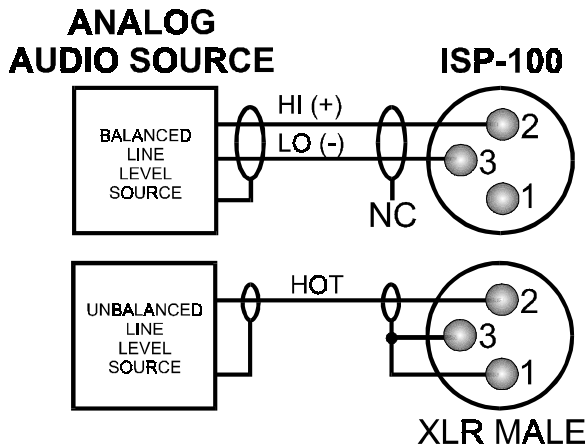 ANALOG
AUDIO SOURCE
ISP-100
BALANCED
LINE
LEVEL
SOURCE
HI (+)
LO (-)
NC
2
3
1
UNBALANCED
LINE
LEVEL
SOURCE
HOT
2
3
1
XLR MALE